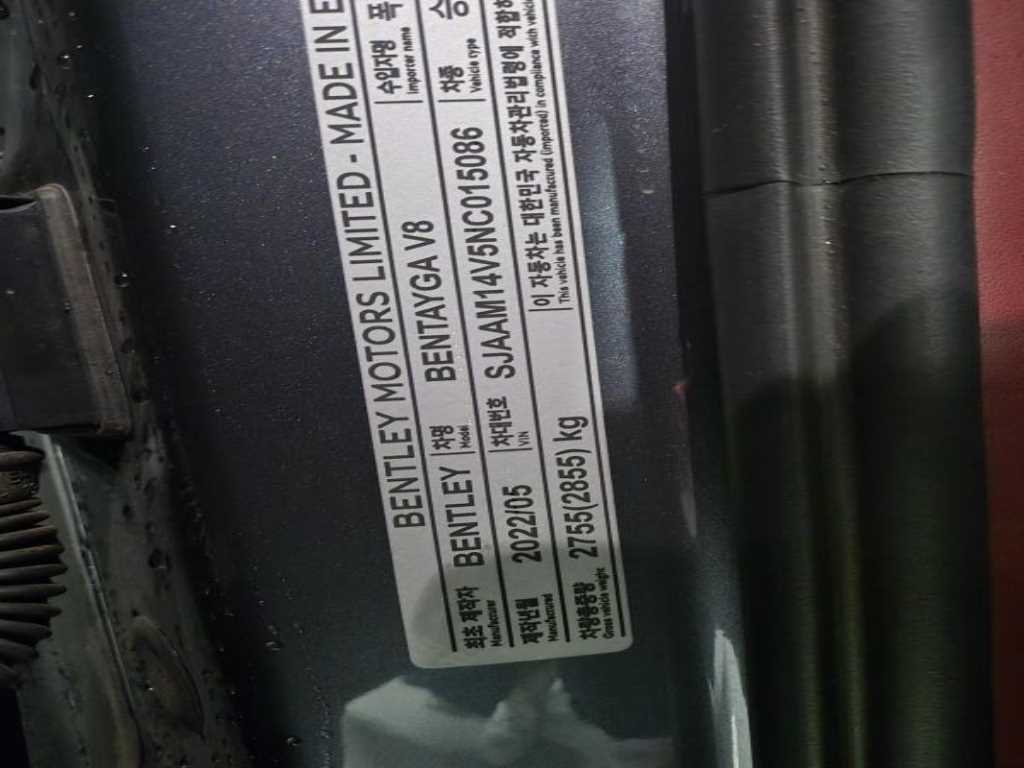 BENTLEY MOTORS LIMITED - MADE IN E
최초 제작자 BENTLEY 차명 BENTAYGA V8 수입자명 폭
Manufacturer Model Importer name
제작년월 2022/05 차대번호 SJAAM14V5NC015086 차종 승
Manufactured VIN Vehicle type
차량총중량 2755(2855) kg 이 자동차는 대한민국 자동차관리법령에 적합하
Gross vehicle weight This vehicle has been manufactured (imported) in compliance with vehicle